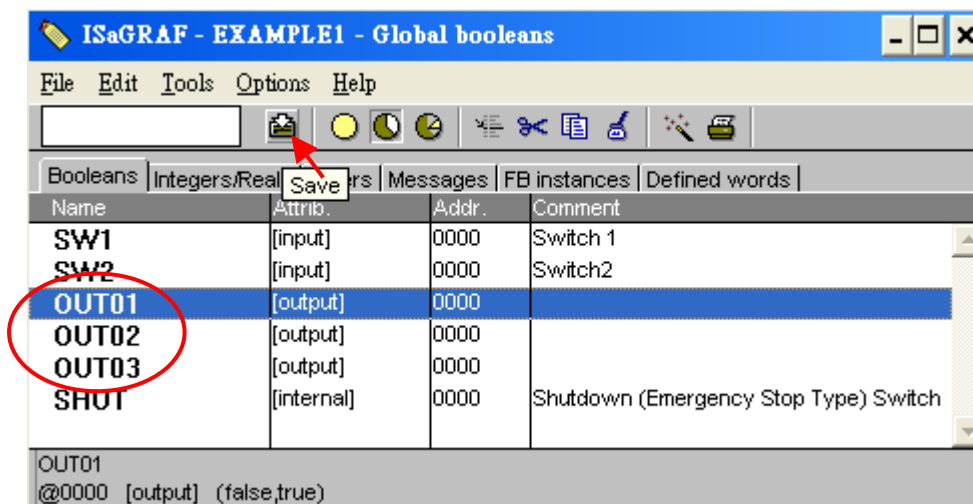 ISaGRAF - EXAMPLE1 - Global booleans
File Edit Tools Options Help
Booleans Integers/Real ers Messages FB instances Defined words
Save
Name Attrib. Addr. Comment
SW1 [input] 0000 Switch 1
SW2 [input] 0000 Switch2
OUT01 [output] 0000
OUT02 [output] 0000
OUT03 [output] 0000
SHUT [internal] 0000 Shutdown (Emergency Stop Type) Switch
OUT01
@0000 [output] (false,true)